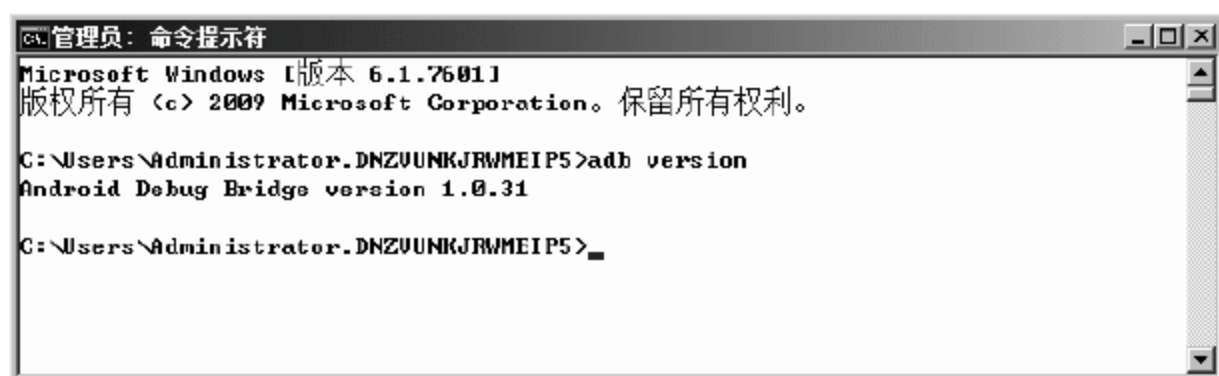 管理员: 命令提示符
Microsoft Windows [版本 6.1.7601]
版权所有 (c) 2009 Microsoft Corporation。保留所有权利。
C:\Users\Administrator.DNZVUNKJRWMEIP5>adb version
Android Debug Bridge version 1.0.31
C:\Users\Administrator.DNZVUNKJRWMEIP5>